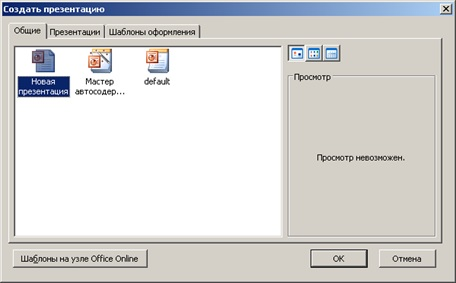 Создать презентацию
Общие Презентации Шаблоны оформления
Новая презентация
Мастер автосодер...
default
Просмотр
Просмотр невозможен.
Шаблоны на узле Office Online
OK
Отмена